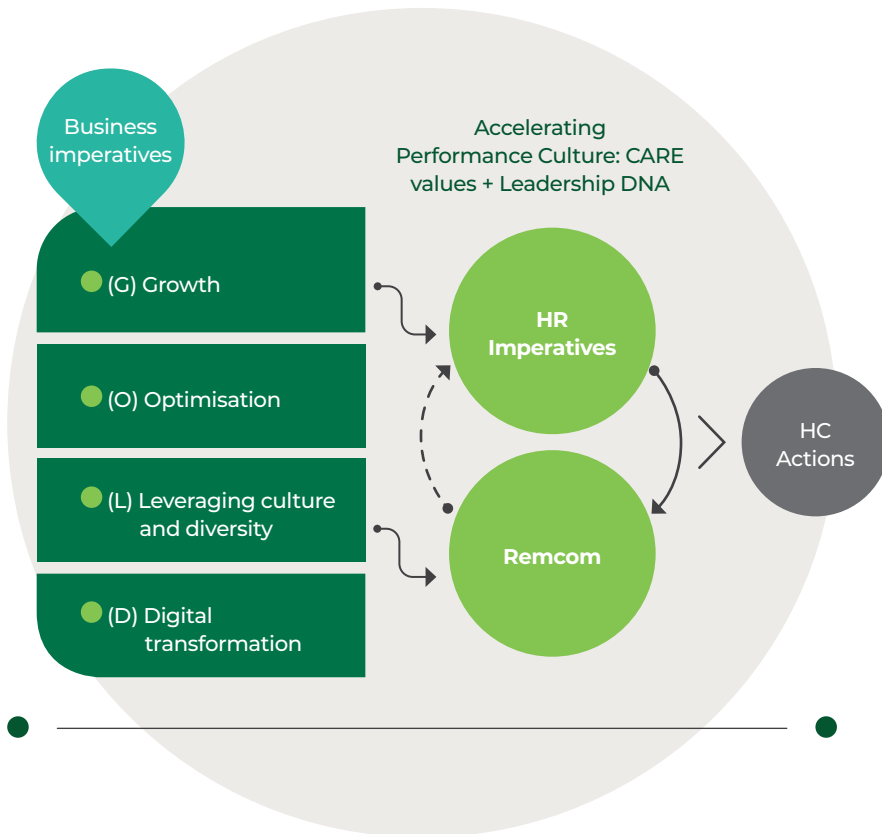 Business
imperatives
Accelerating
Performance Culture: CARE
values + Leadership DNA
(G) Growth
(O) Optimisation
(L) Leveraging culture
and diversity
(D) Digital
transformation
HR
Imperatives
Remcom
HC
Actions